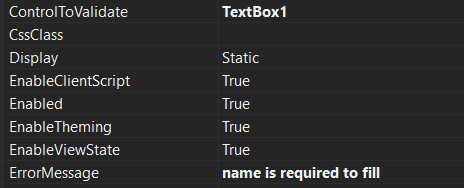 ControlToValidate TextBox1
CssClass
Display Static
EnableClientScript True
Enabled True
EnableTheming True
EnableViewState True
ErrorMessage name is required to fill